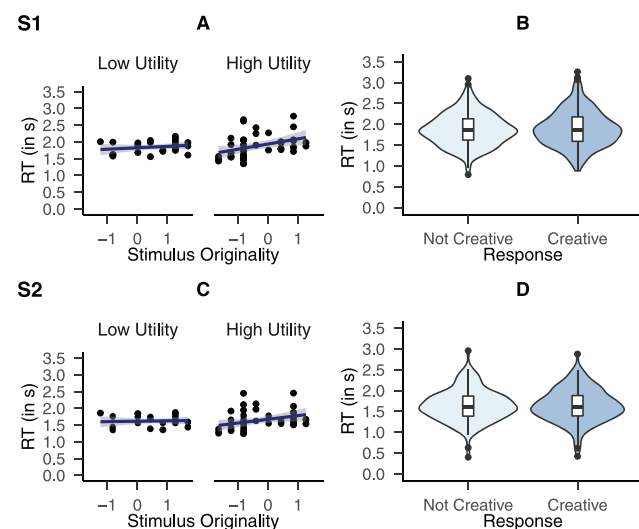 S1 A B
Low Utility High Utility
3.5
3.0
2.5
2.0
1.5
1.0
0.5
0.0
RT (in s)
−1 0 1 −1 0 1
Stimulus Originality
3.5
3.0
2.5
2.0
1.5
1.0
0.5
0.0
RT (in s)
Not Creative Creative
Response
S2 C D
Low Utility High Utility
3.5
3.0
2.5
2.0
1.5
1.0
0.5
0.0
RT (in s)
−1 0 1 −1 0 1
Stimulus Originality
3.5
3.0
2.5
2.0
1.5
1.0
0.5
0.0
RT (in s)
Not Creative Creative
Response